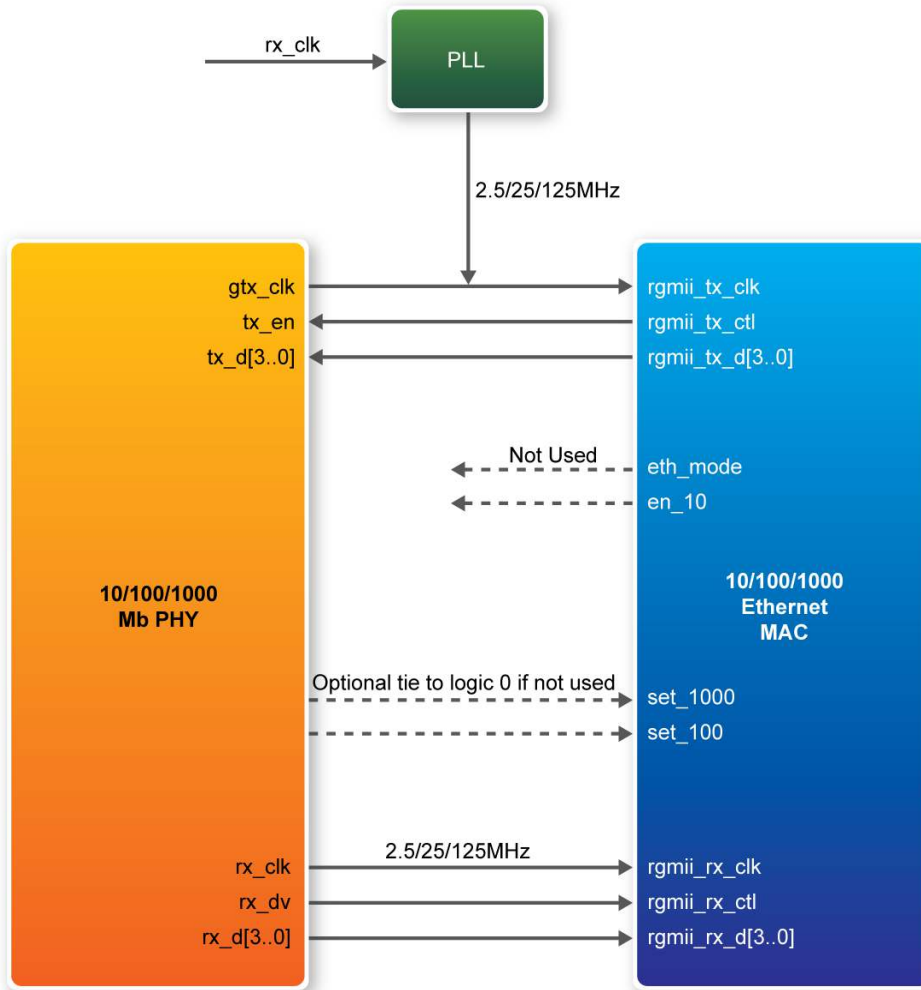 rx_clk
PLL
2.5/25/125MHz
gtx_clk
rgmii_tx_clk
tx_en
rgmii_tx_ctl
tx_d[3..0]
rgmii_tx_d[3..0]
Not Used
eth_mode
en_10
10/100/1000
Mb PHY
10/100/1000
Ethernet
MAC
Optional tie to logic 0 if not used
set_1000
set_100
rx_clk
2.5/25/125MHz
rgmii_rx_clk
rx_dv
rgmii_rx_ctl
rx_d[3..0]
rgmii_rx_d[3..0]